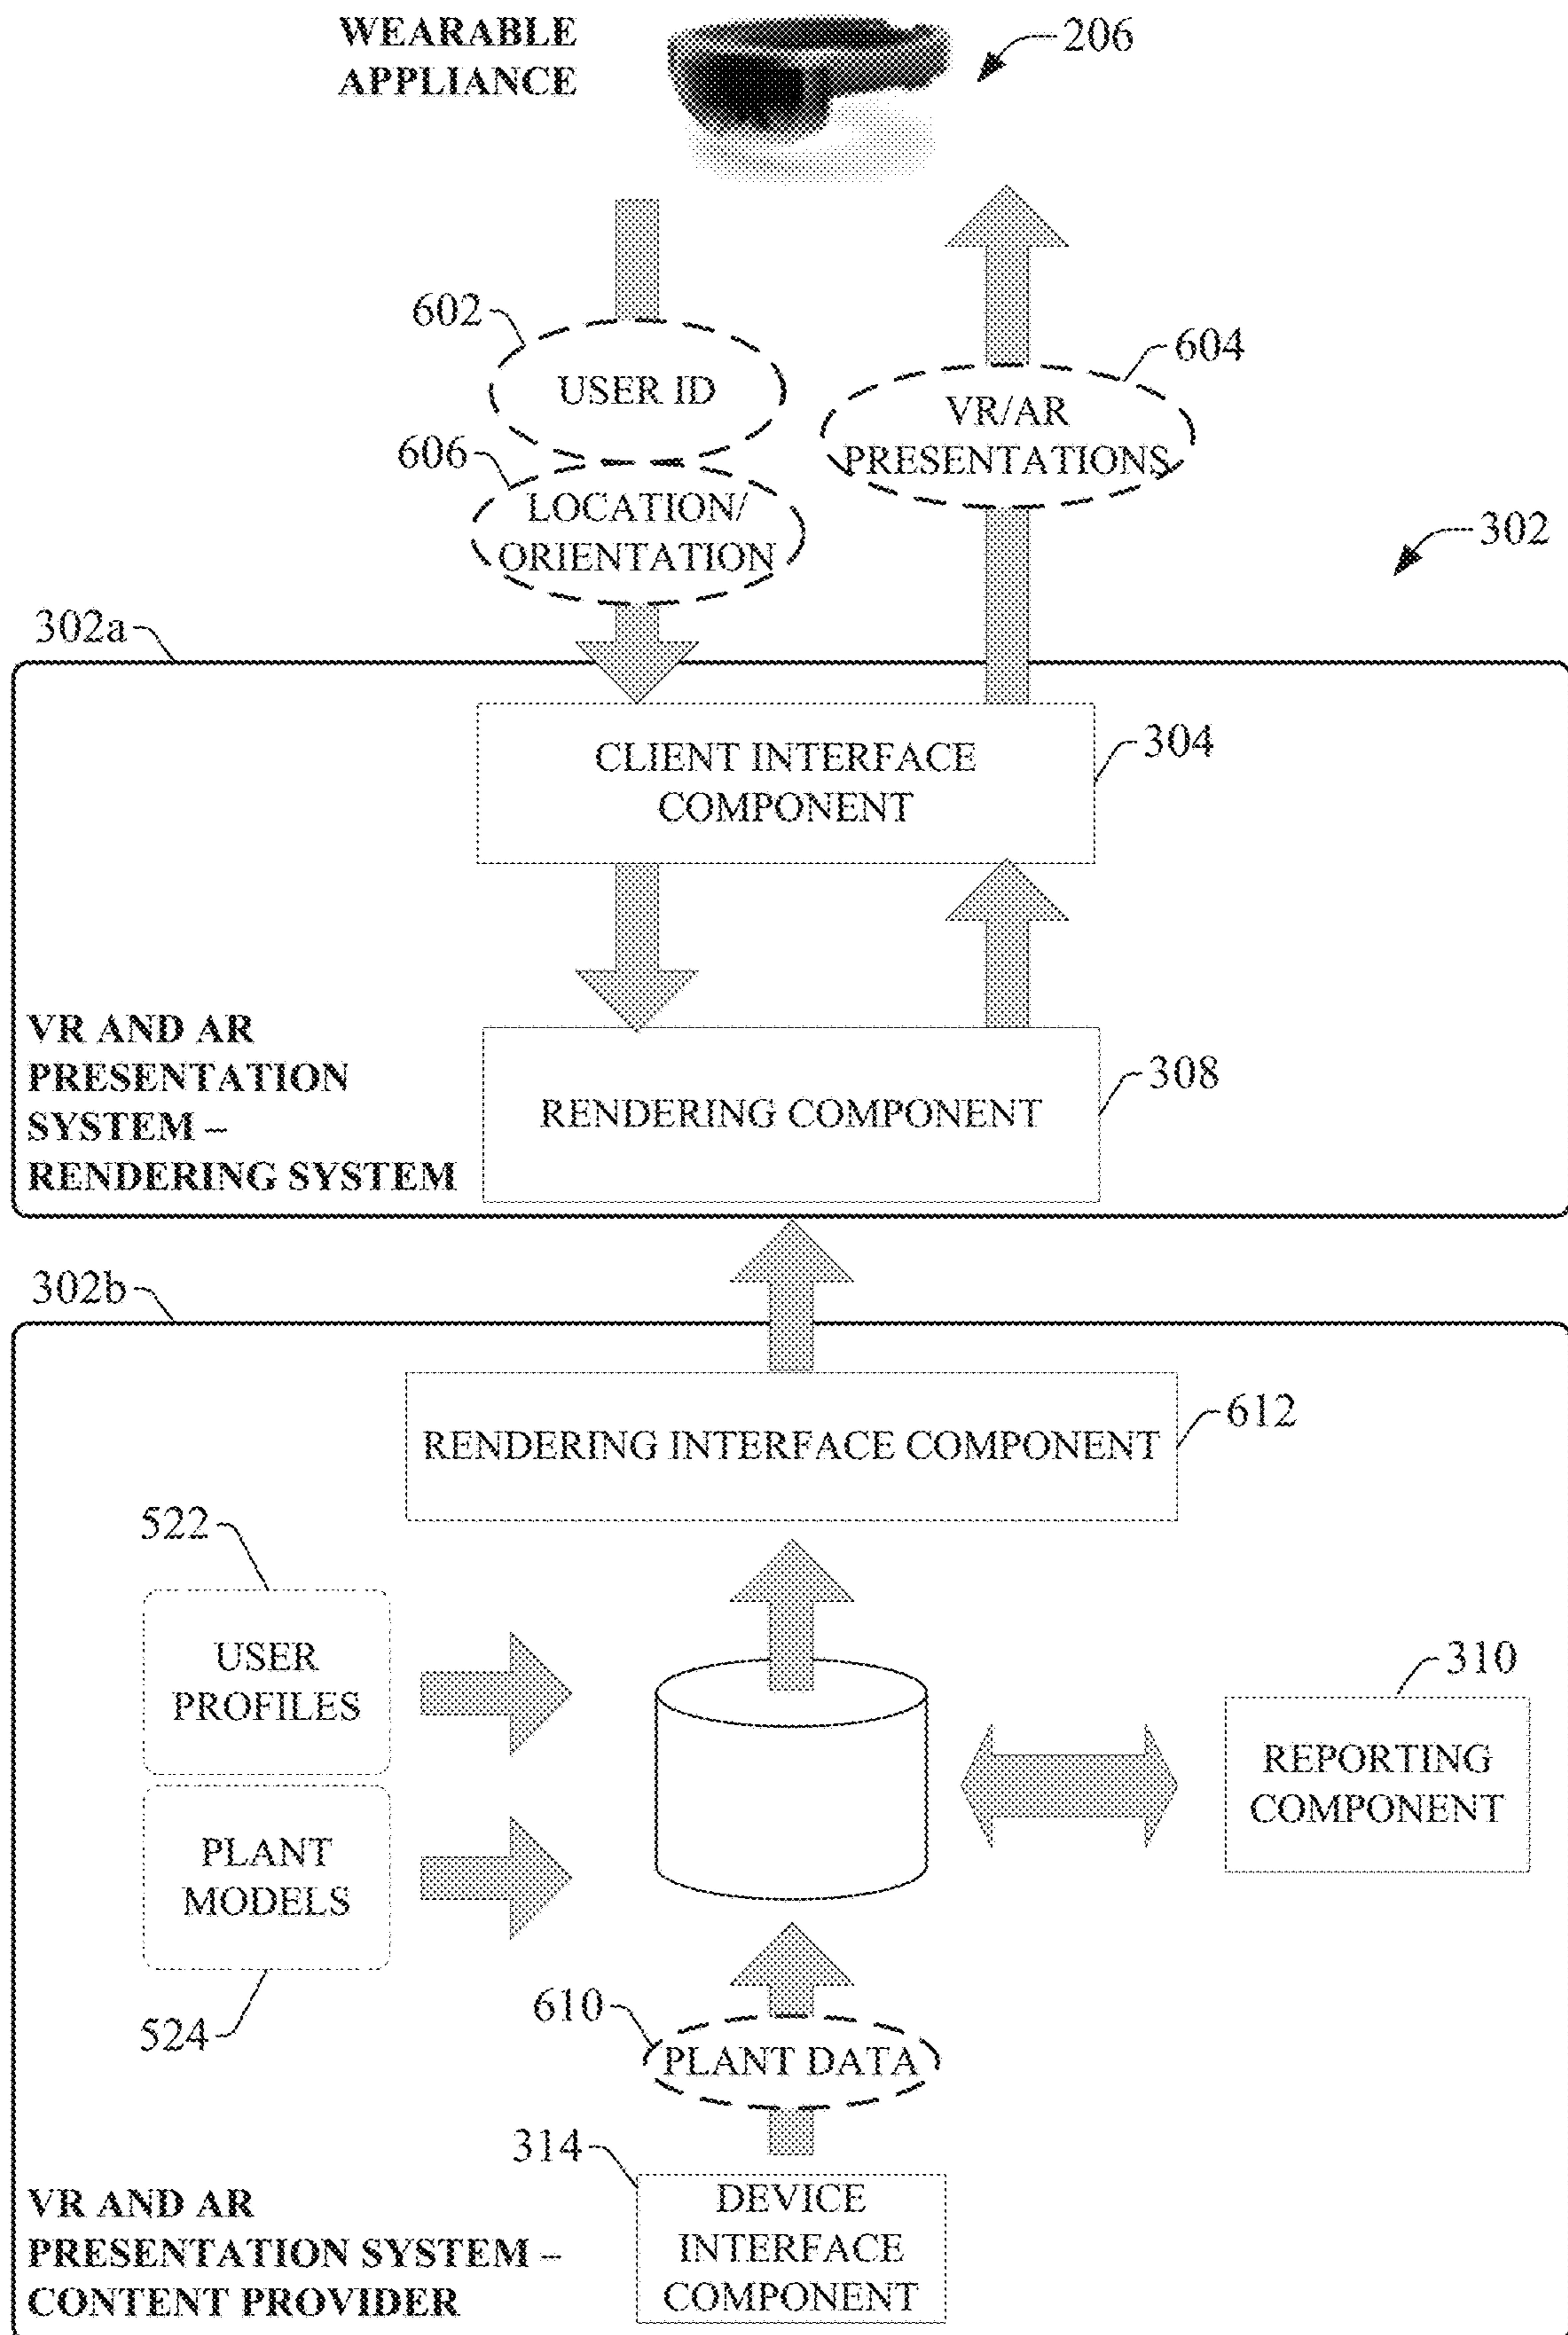 WEARABLE
APPLIANCE
206
602
USER ID
604
VR/AR
PRESENTATIONS
606
LOCATION/
ORIENTATION
302
302a
CLIENT INTERFACE
COMPONENT
304
VR AND AR
PRESENTATION
SYSTEM –
RENDERING SYSTEM
RENDERING COMPONENT
308
302b
RENDERING INTERFACE COMPONENT
612
522
USER
PROFILES
310
REPORTING
COMPONENT
PLANT
MODELS
524
610
PLANT DATA
314
DEVICE
INTERFACE
COMPONENT
VR AND AR
PRESENTATION SYSTEM –
CONTENT PROVIDER